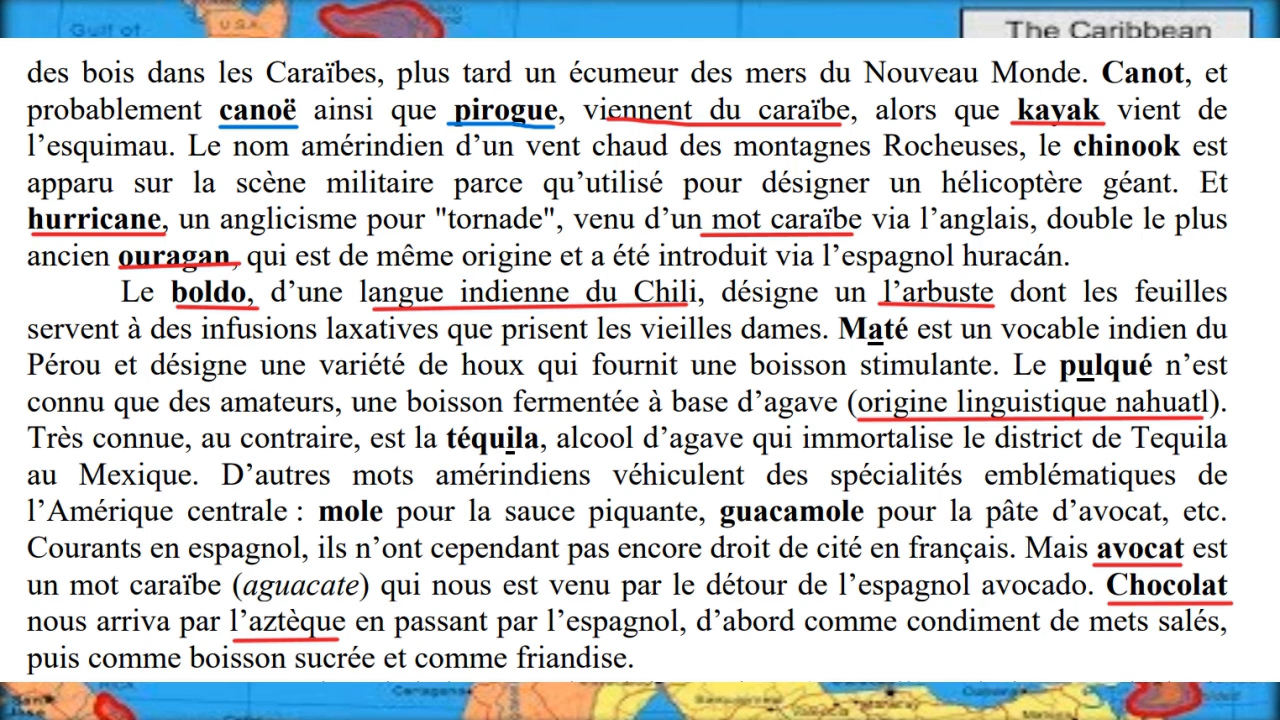 Gulf of
U.S.A.
The Caribbean
des bois dans les Caraïbes, plus tard un écumeur des mers du Nouveau Monde. Canot, et
probablement canoë ainsi que pirogue, viennent du caraïbe, alors que kayak vient de
l’esquimau. Le nom amérindien d’un vent chaud des montagnes Rocheuses, le chinook est
apparu sur la scène militaire parce qu’utilisé pour désigner un hélicoptère géant. Et
hurricane, un anglicisme pour "tornade", venu d’un mot caraïbe via l’anglais, double le plus
ancien ouragan, qui est de même origine et a été introduit via l’espagnol huracán.
Le boldo, d’une langue indienne du Chili, désigne un l’arbuste dont les feuilles
servent à des infusions laxatives que prisent les vieilles dames. Maté est un vocable indien du
Pérou et désigne une variété de houx qui fournit une boisson stimulante. Le pulqué n’est
connu que des amateurs, une boisson fermentée à base d’agave (origine linguistique nahuatl).
Très connue, au contraire, est la téquila, alcool d’agave qui immortalise le district de Tequila
au Mexique. D’autres mots amérindiens véhiculent des spécialités emblématiques de
l’Amérique centrale : mole pour la sauce piquante, guacamole pour la pâte d’avocat, etc.
Courants en espagnol, ils n’ont cependant pas encore droit de cité en français. Mais avocat est
un mot caraïbe (aguacate) qui nous est venu par le détour de l’espagnol avocado. Chocolat
nous arriva par l’aztèque en passant par l’espagnol, d’abord comme condiment de mets salés,
puis comme boisson sucrée et comme friandise.